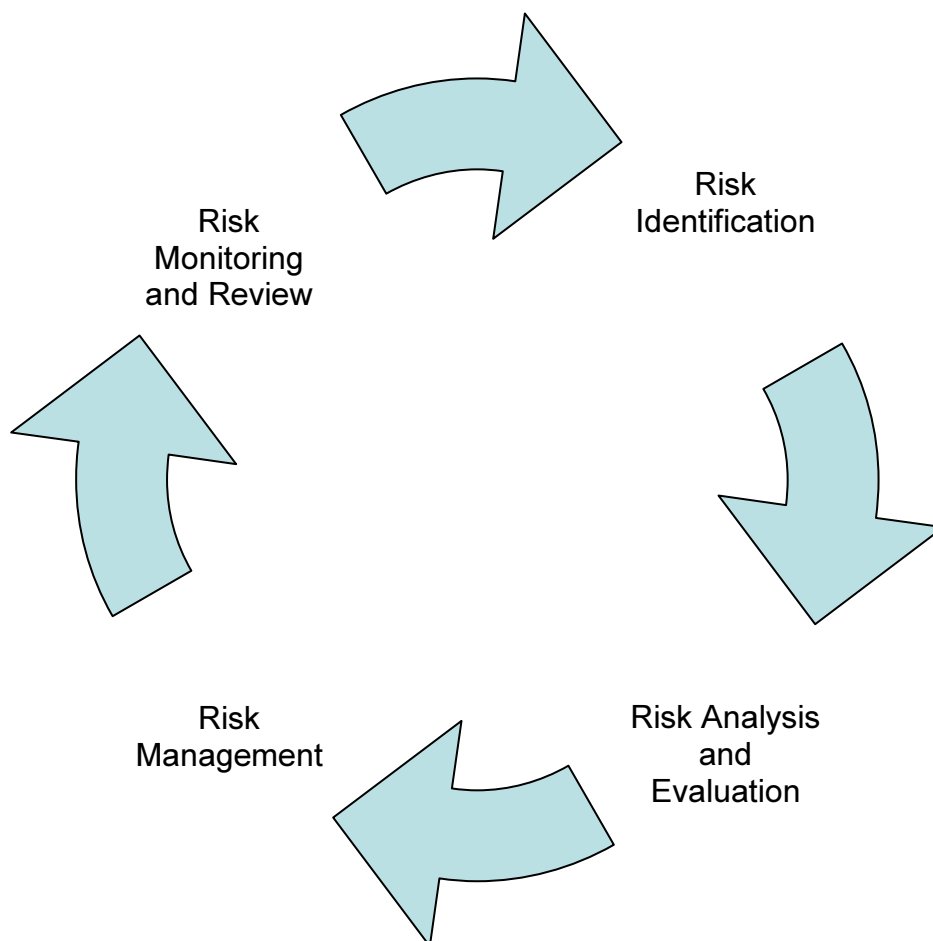 Risk
Identification
Risk
Monitoring
and Review
Risk
Management
Risk Analysis
and
Evaluation